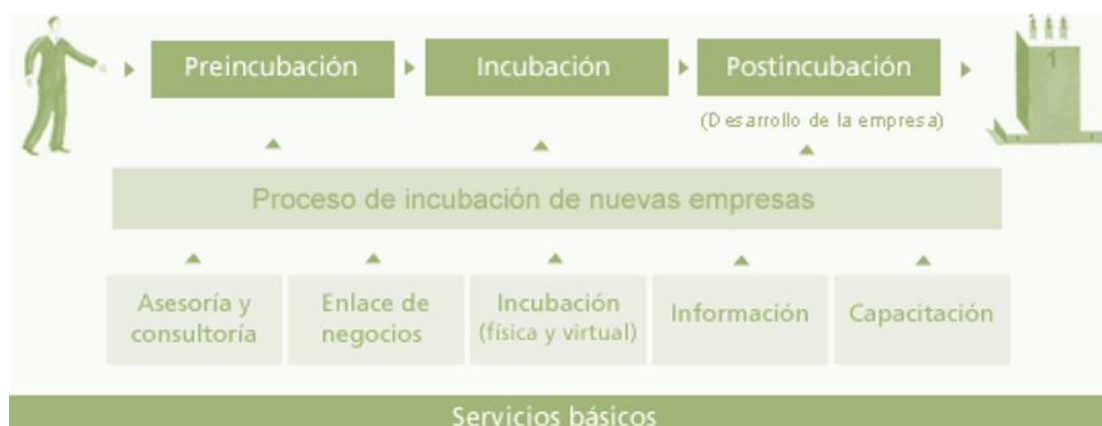 Preincubación
Incubación
Postincubación
1
(Desarrollo de la empresa)
Proceso de incubación de nuevas empresas
Asesoría y
consultoría
Enlace de
negocios
Incubación
(física y virtual)
Información
Capacitación
Servicios básicos